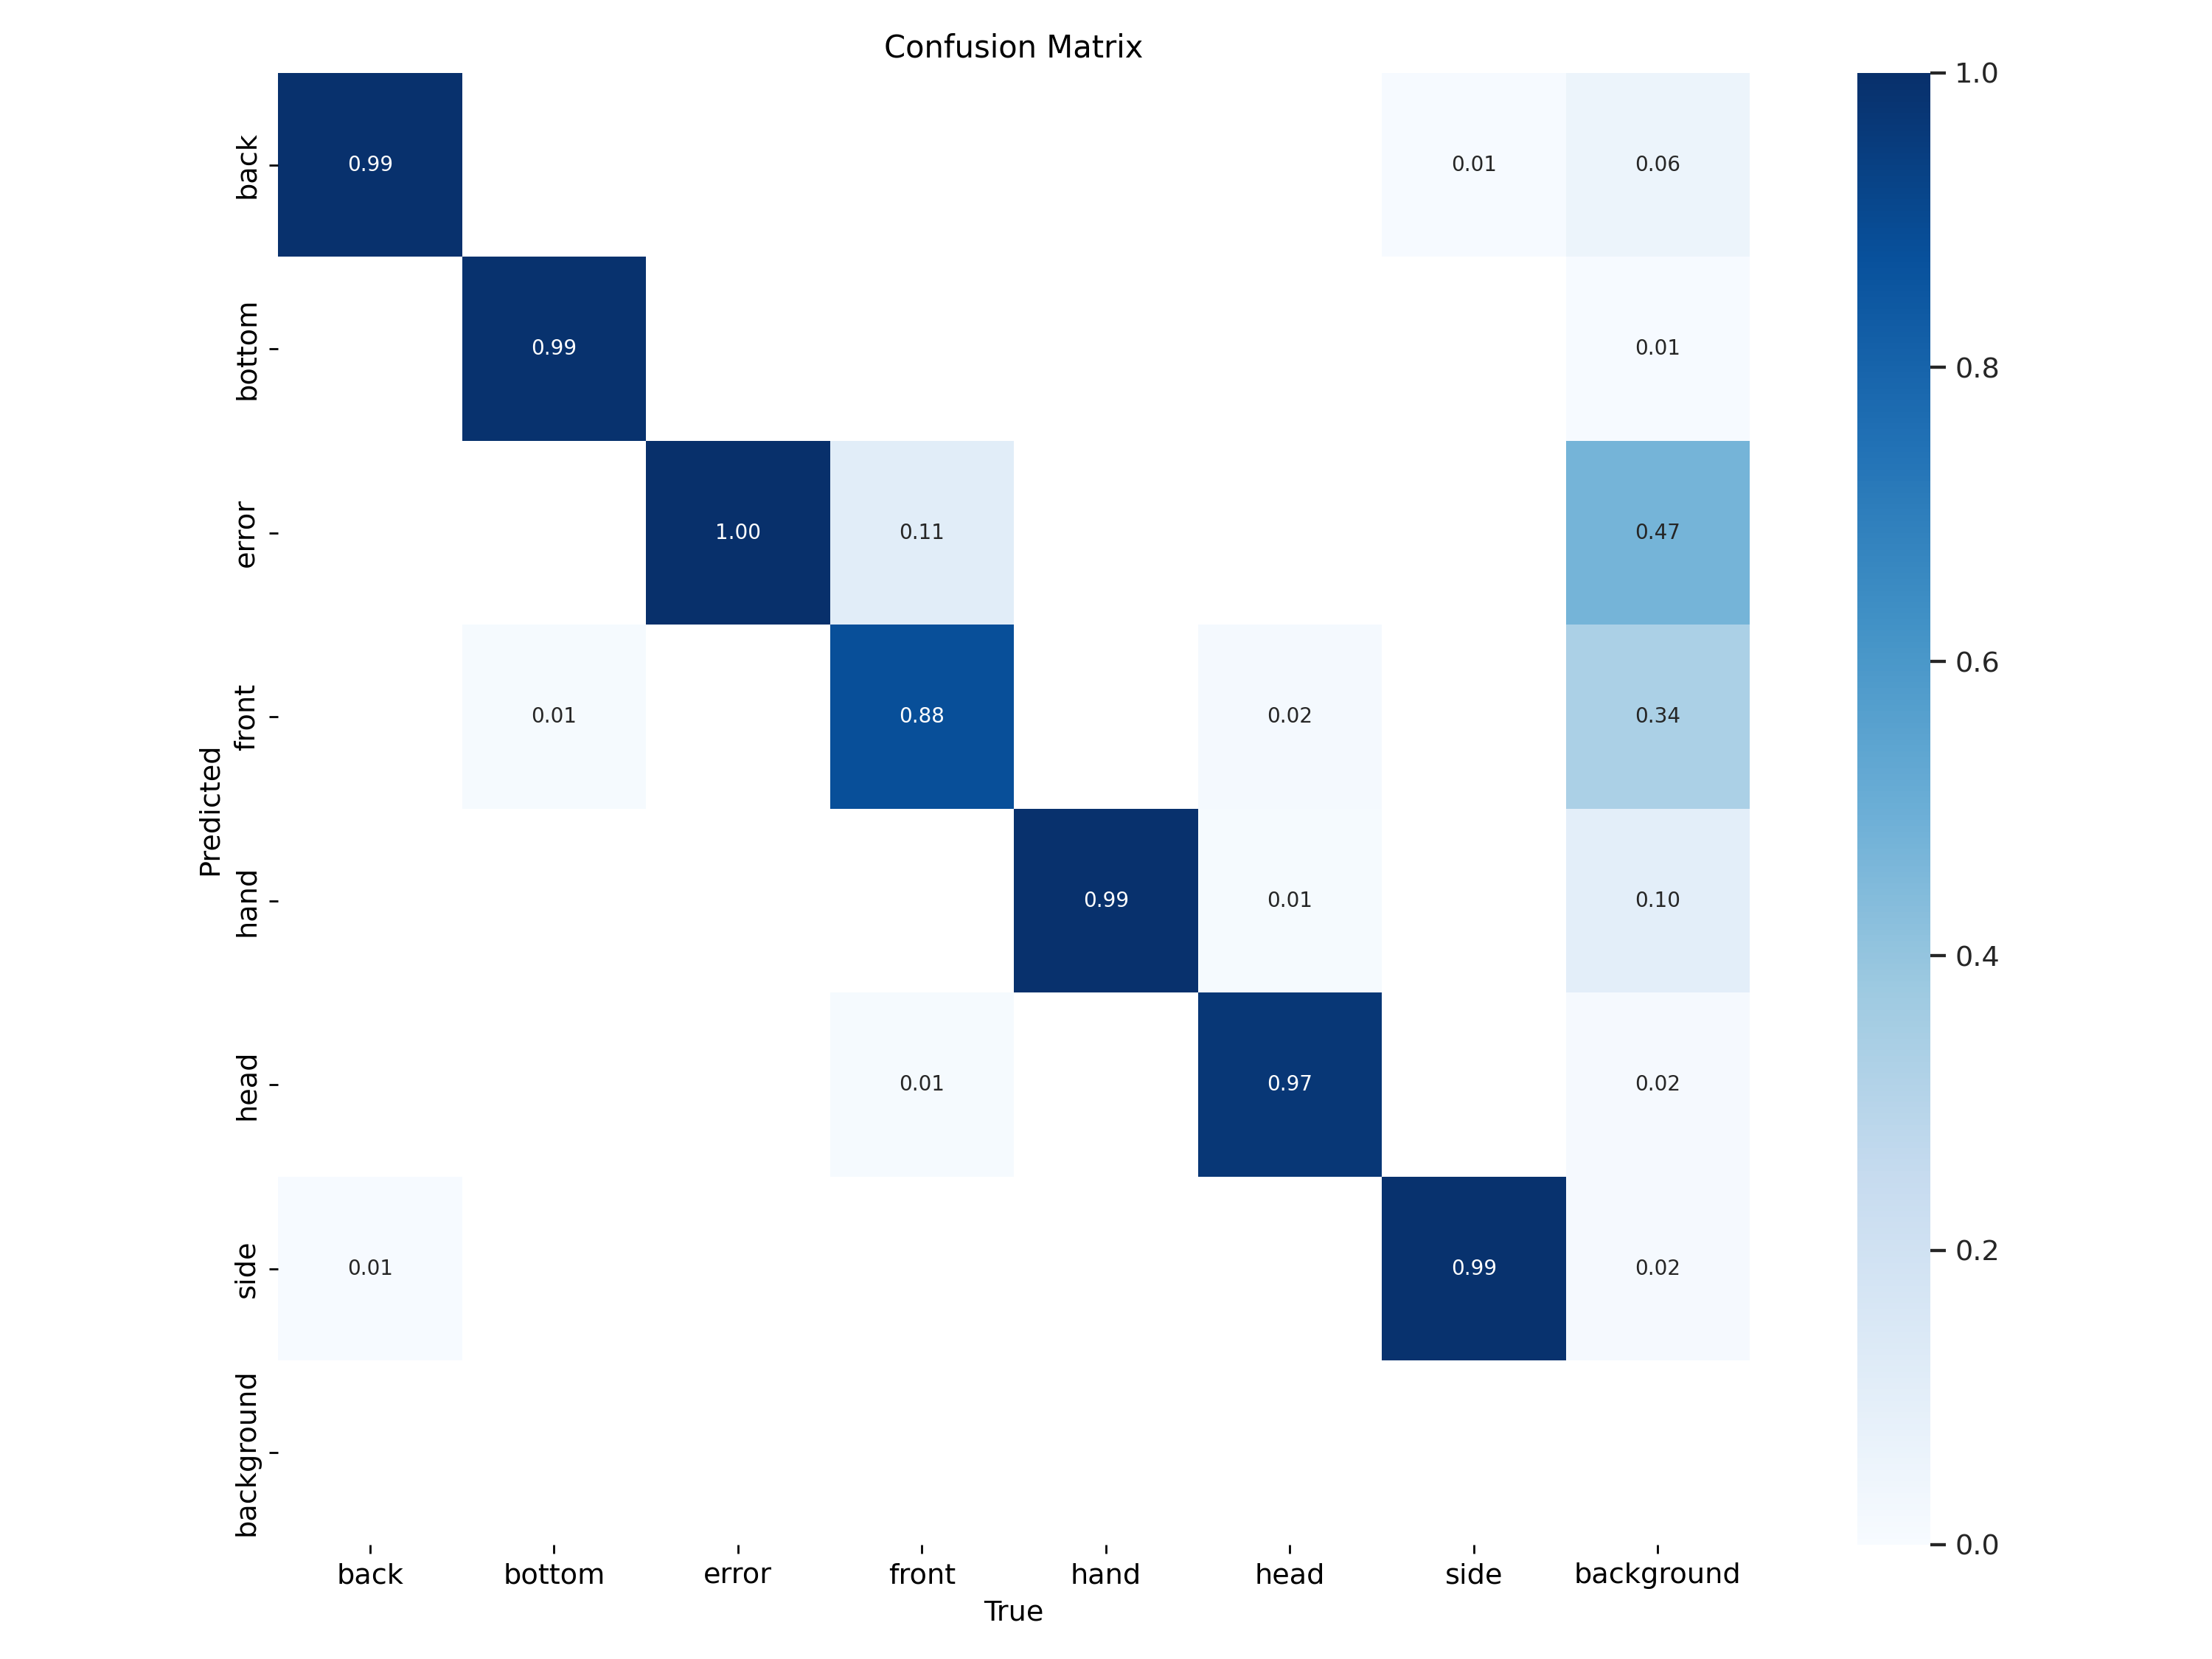 Confusion Matrix
back
0.99
0.01
0.06
1.0
bottom
0.99
0.01
0.8
error
1.00
0.11
0.47
front
0.01
0.88
0.02
0.34
0.6
Predicted
hand
0.99
0.01
0.10
0.4
head
0.01
0.97
0.02
side
0.01
0.99
0.02
0.2
background
0.0
back bottom error front hand head side background
True